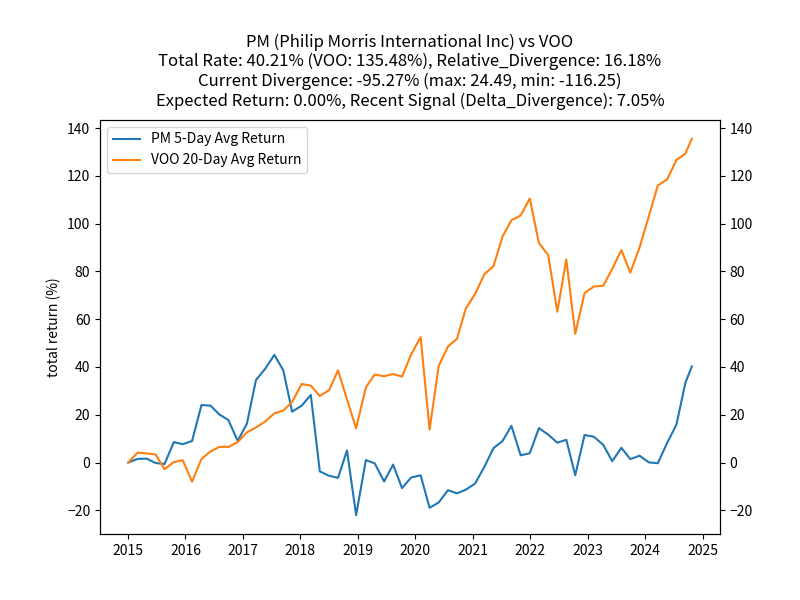 PM (Philip Morris International Inc) vs VOO
Total Rate: 40.21% (VOO: 135.48%), Relative_Divergence: 16.18%
Current Divergence: -95.27% (max: 24.49, min: -116.25)
Expected Return: 0.00%, Recent Signal (Delta_Divergence): 7.05%
PM 5-Day Avg Return
VOO 20-Day Avg Return
total return (%)
140
120
100
80
60
40
20
0
−20
140
120
100
80
60
40
20
0
−20
2015 2016 2017 2018 2019 2020 2021 2022 2023 2024 2025